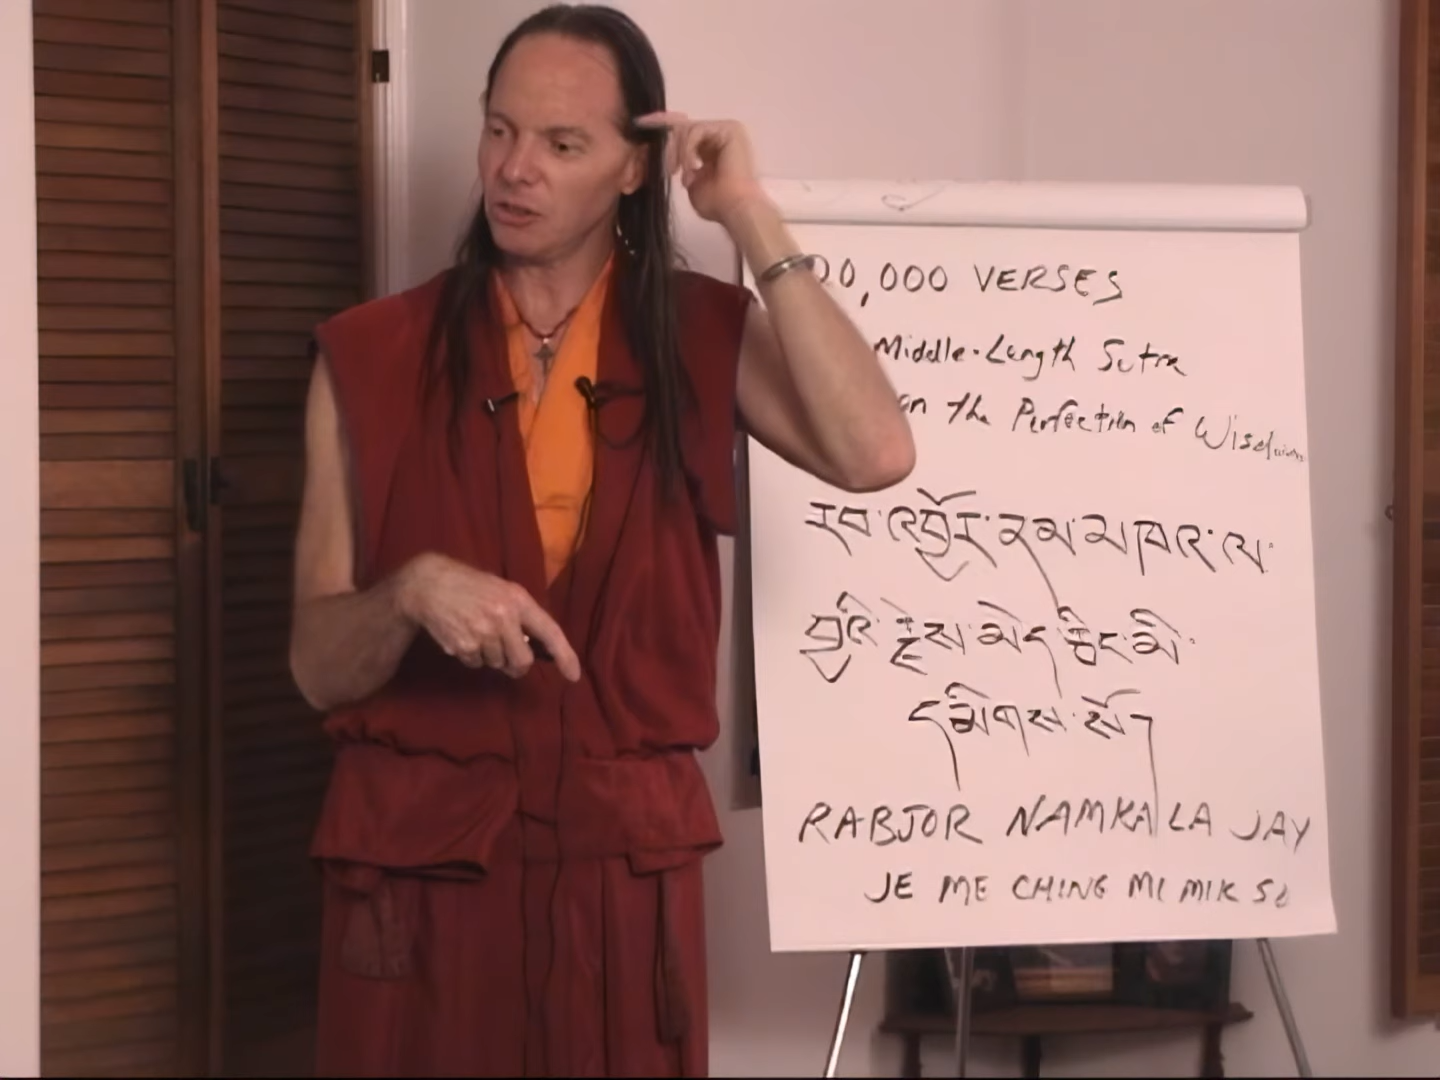 00,000 VERSES
Middle-Length Sutra
on the Perfection of Wisdom
རབ་འབྱོར་ནམ་མཁའ་ལ་
བྱའི་རྗེས་མེད་ཅིང་མི་
དམིགས་སོ།
RABJOR NAMKA LA JAY
JE ME CHING MI MIK SO